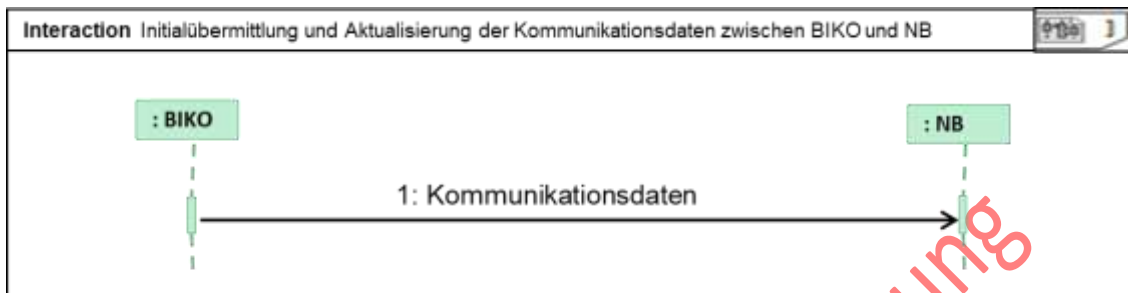 Interaction Initialübermittlung und Aktualisierung der Kommunikationsdaten zwischen BIKO und NB
: BIKO
: NB
1: Kommunikationsdaten
ung